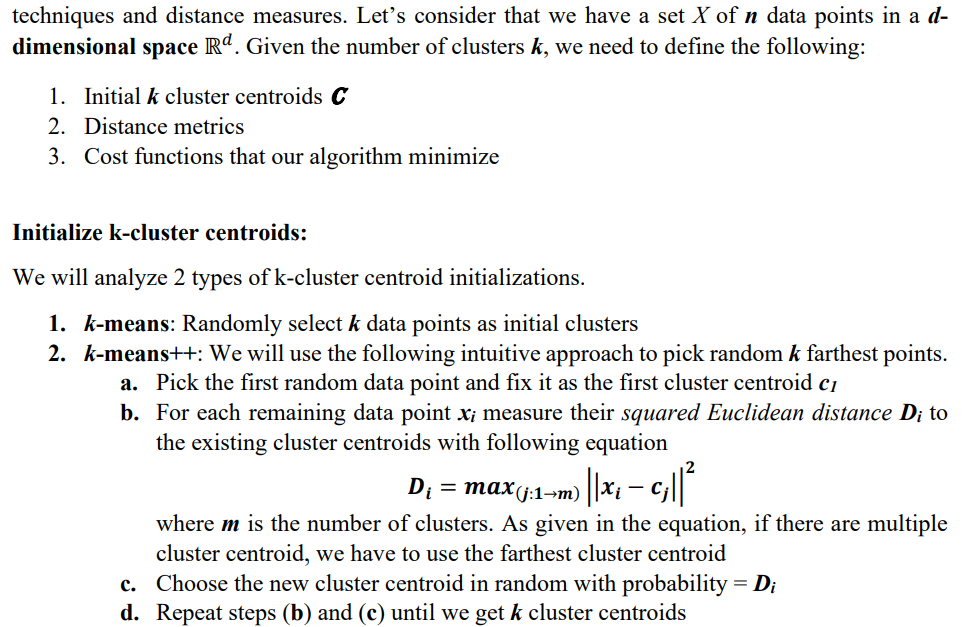 techniques and distance measures. Let’s consider that we have a set X of n data points in a d-
dimensional space ℝᵈ. Given the number of clusters k, we need to define the following:
1. Initial k cluster centroids C
2. Distance metrics
3. Cost functions that our algorithm minimize
Initialize k-cluster centroids:
We will analyze 2 types of k-cluster centroid initializations.
1. k-means: Randomly select k data points as initial clusters
2. k-means++: We will use the following intuitive approach to pick random k farthest points.
a. Pick the first random data point and fix it as the first cluster centroid c₁
b. For each remaining data point xᵢ measure their squared Euclidean distance Dᵢ to
the existing cluster centroids with following equation
Dᵢ = max₍ⱼ:₁→ₘ₎ ||xᵢ − cⱼ||²
where m is the number of clusters. As given in the equation, if there are multiple
cluster centroid, we have to use the farthest cluster centroid
c. Choose the new cluster centroid in random with probability = Dᵢ
d. Repeat steps (b) and (c) until we get k cluster centroids